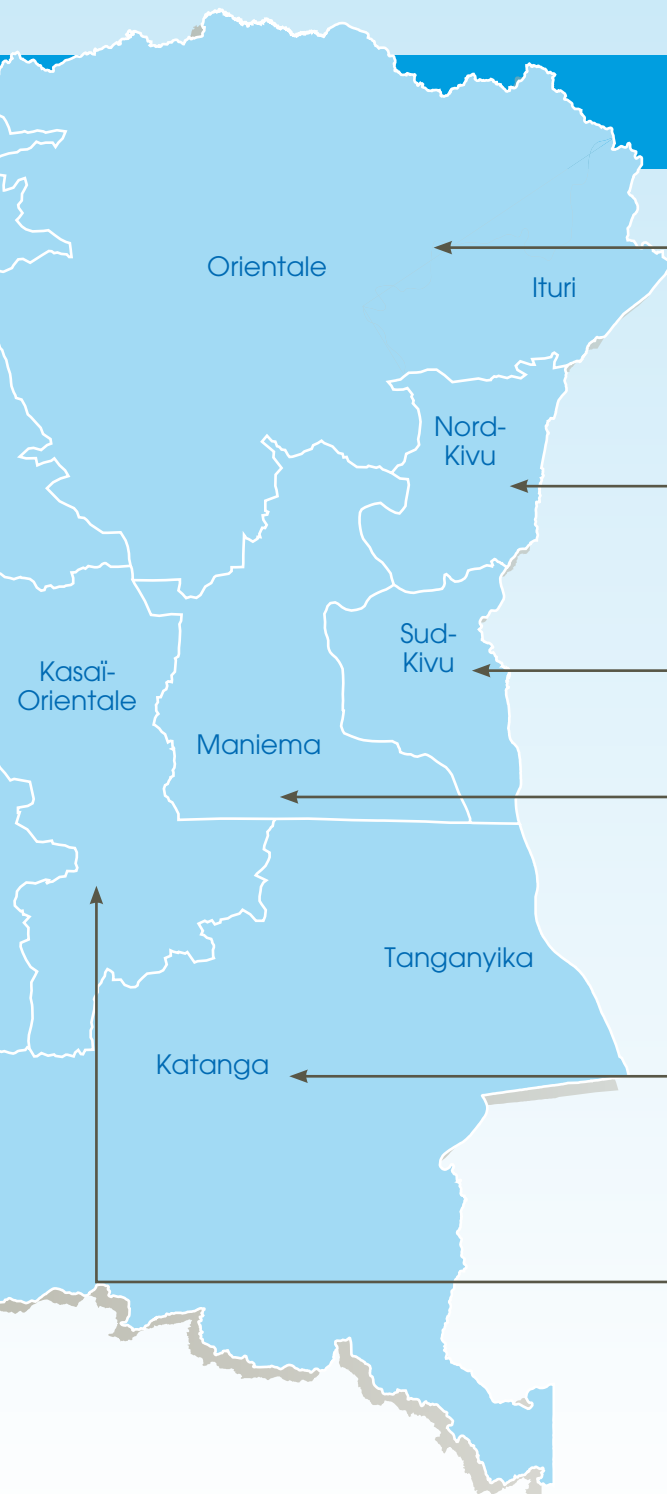 Orientale
Ituri
Nord-
Kivu
Sud-
Kivu
Kasaï-
Orientale
Maniema
Tanganyika
Katanga